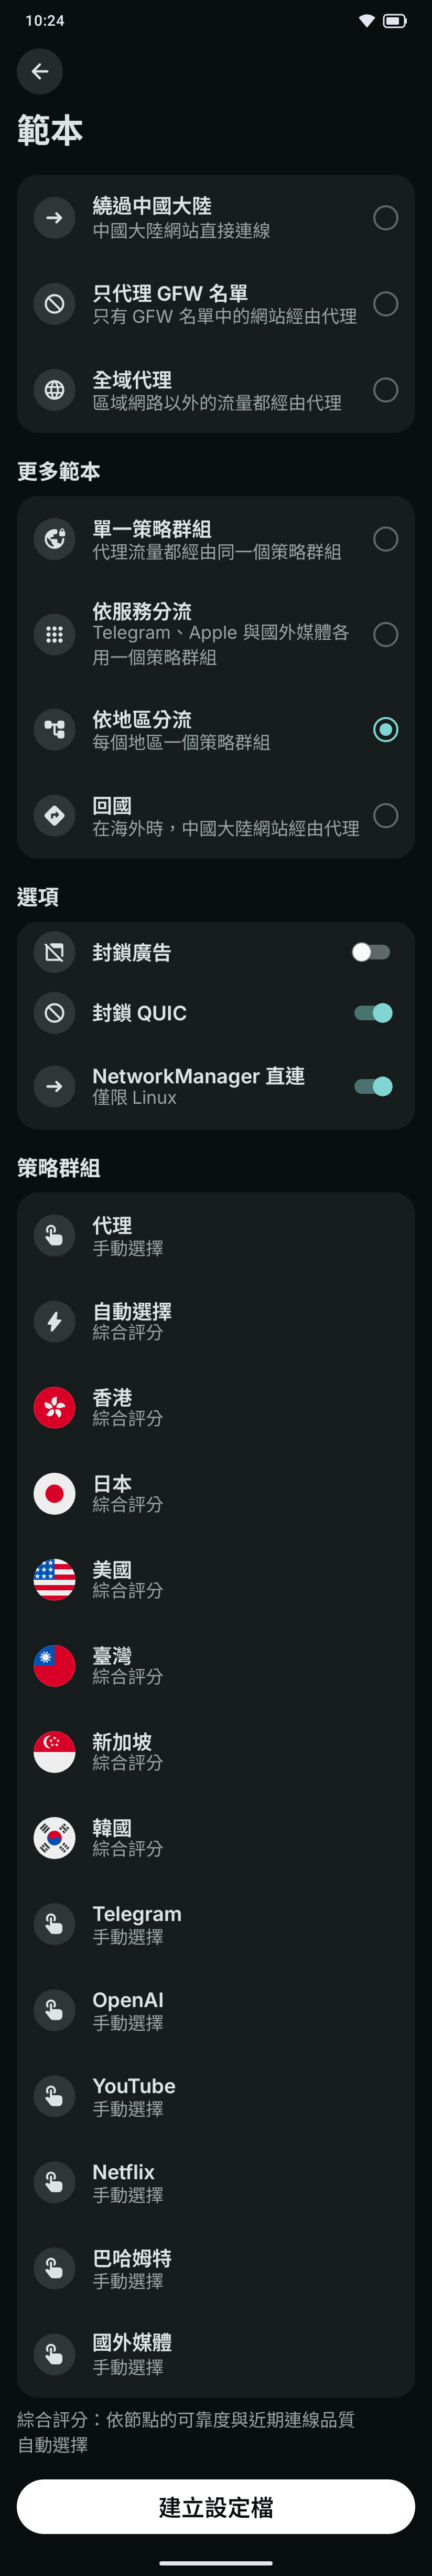 10:24
範本
繞過中國大陸
中國大陸網站直接連線
只代理 GFW 名單
只有 GFW 名單中的網站經由代理
全域代理
區域網路以外的流量都經由代理
更多範本
單一策略群組
代理流量都經由同一個策略群組
依服務分流
Telegram、Apple 與國外媒體各
用一個策略群組
依地區分流
每個地區一個策略群組
回國
在海外時，中國大陸網站經由代理
選項
封鎖廣告
封鎖 QUIC
NetworkManager 直連
僅限 Linux
策略群組
代理
手動選擇
自動選擇
綜合評分
香港
綜合評分
日本
綜合評分
美國
綜合評分
臺灣
綜合評分
新加坡
綜合評分
韓國
綜合評分
Telegram
手動選擇
OpenAI
手動選擇
YouTube
手動選擇
Netflix
手動選擇
巴哈姆特
手動選擇
國外媒體
手動選擇
綜合評分：依節點的可靠度與近期連線品質
自動選擇
建立設定檔